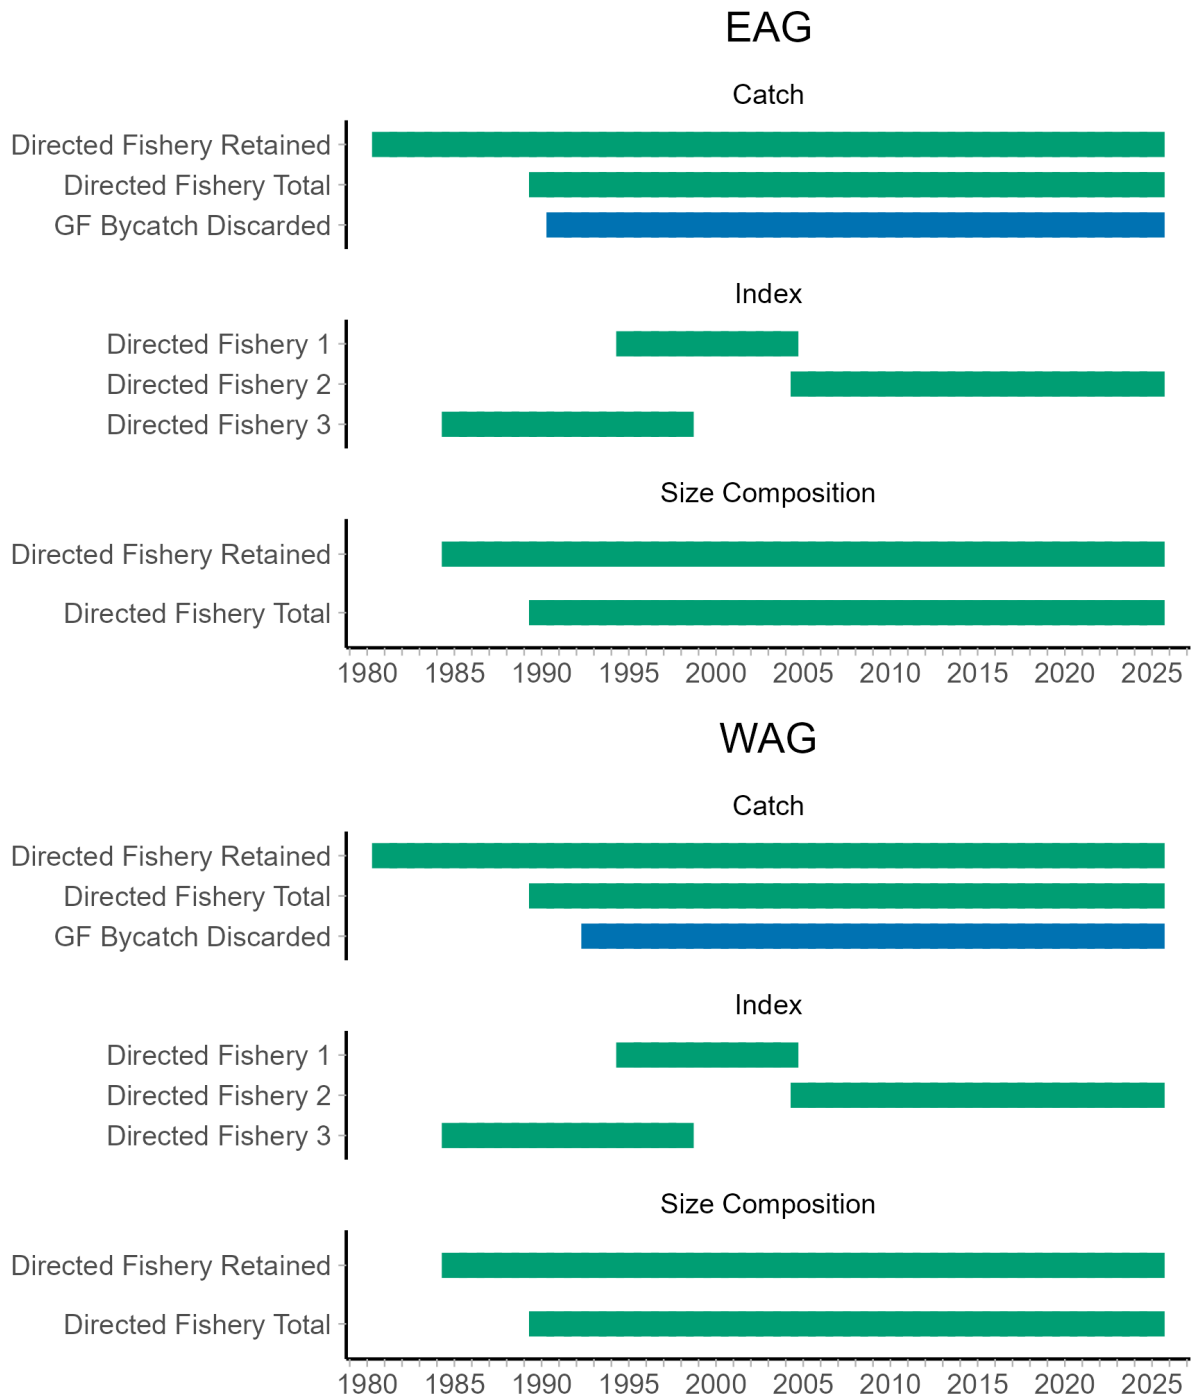 EAG
Catch
Directed Fishery Retained
Directed Fishery Total
GF Bycatch Discarded
Index
Directed Fishery 1
Directed Fishery 2
Directed Fishery 3
Size Composition
Directed Fishery Retained
Directed Fishery Total
1980 1985 1990 1995 2000 2005 2010 2015 2020 2025
WAG
Catch
Directed Fishery Retained
Directed Fishery Total
GF Bycatch Discarded
Index
Directed Fishery 1
Directed Fishery 2
Directed Fishery 3
Size Composition
Directed Fishery Retained
Directed Fishery Total
1980 1985 1990 1995 2000 2005 2010 2015 2020 2025